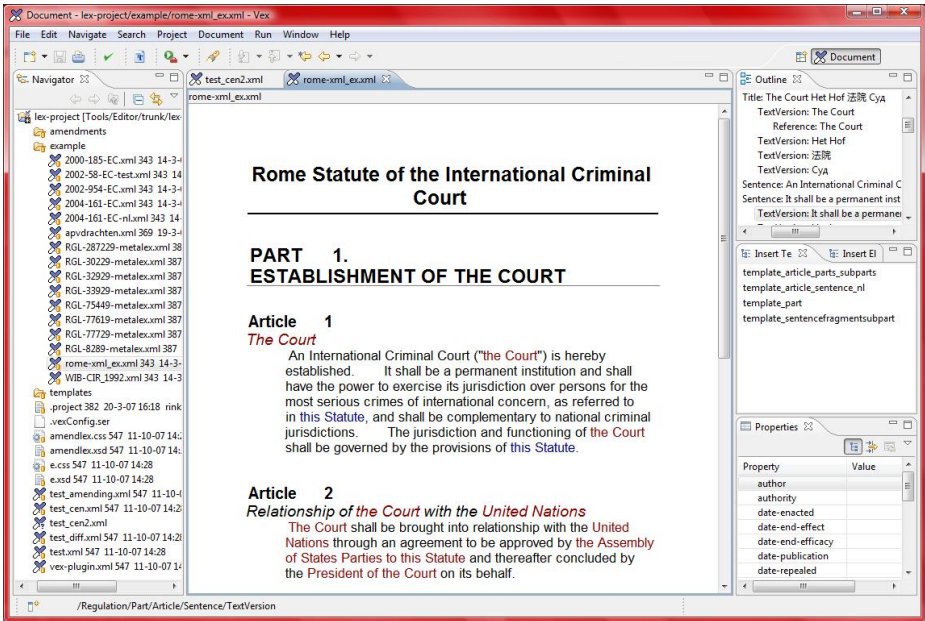 Document - lex-project/example/rome-xml_ex.xml - Vex
File Edit Navigate Search Project Document Run Window Help
Document
Navigator
lex-project [Tools/Editor/trunk/lex-
amendments
example
2000-185-EC.xml 343 14-3-
2002-58-EC-test.xml 343 14
2002-954-EC.xml 343 14-3-
2004-161-EC.xml 343 14-3-
2004-161-EC-nl.xml 343 14-
apvdrachten.xml 369 19-3-
RGL-287229-metalex.xml 38
RGL-30229-metalex.xml 387
RGL-32929-metalex.xml 387
RGL-33929-metalex.xml 387
RGL-75449-metalex.xml 387
RGL-77619-metalex.xml 387
RGL-77729-metalex.xml 387
RGL-8289-metalex.xml 387
rome-xml_ex.xml 343 14-3-
WIB-CIR_1992.xml 343 14-3
templates
.project 382 20-3-07 16:18 rink
.vexConfig.ser
amendlex.css 547 11-10-07 14:
amendlex.xsd 547 11-10-07 14:
e.css 547 11-10-07 14:28
e.xsd 547 11-10-07 14:28
test_amending.xml 547 11-10-
test_cen.xml 547 11-10-07 14:2
test_cen2.xml
test_diff.xml 547 11-10-07 14:2
test.xml 547 11-10-07 14:28
vex-plugin.xml 547 11-10-07 14
test_cen2.xml rome-xml_ex.xml
rome-xml_ex.xml
Rome Statute of the International Criminal
Court
PART 1.
ESTABLISHMENT OF THE COURT
Article 1
The Court
An International Criminal Court ("the Court") is hereby
established. It shall be a permanent institution and shall
have the power to exercise its jurisdiction over persons for the
most serious crimes of international concern, as referred to
in this Statute, and shall be complementary to national criminal
jurisdictions. The jurisdiction and functioning of the Court
shall be governed by the provisions of this Statute.
Article 2
Relationship of the Court with the United Nations
The Court shall be brought into relationship with the United
Nations through an agreement to be approved by the Assembly
of States Parties to this Statute and thereafter concluded by
the President of the Court on its behalf.
Outline
Title: The Court Het Hof 法院 Суд
TextVersion: The Court
Reference: The Court
TextVersion: Het Hof
TextVersion: 法院
TextVersion: Суд
Sentence: An International Criminal C
Sentence: It shall be a permanent inst
TextVersion: It shall be a permaner
Insert Te Insert El
template_article_parts_subparts
template_article_sentence_nl
template_part
template_sentencefragmentsubpart
Properties
Property Value
author
authority
date-enacted
date-end-effect
date-end-efficacy
date-publication
date-repealed
/Regulation/Part/Article/Sentence/TextVersion